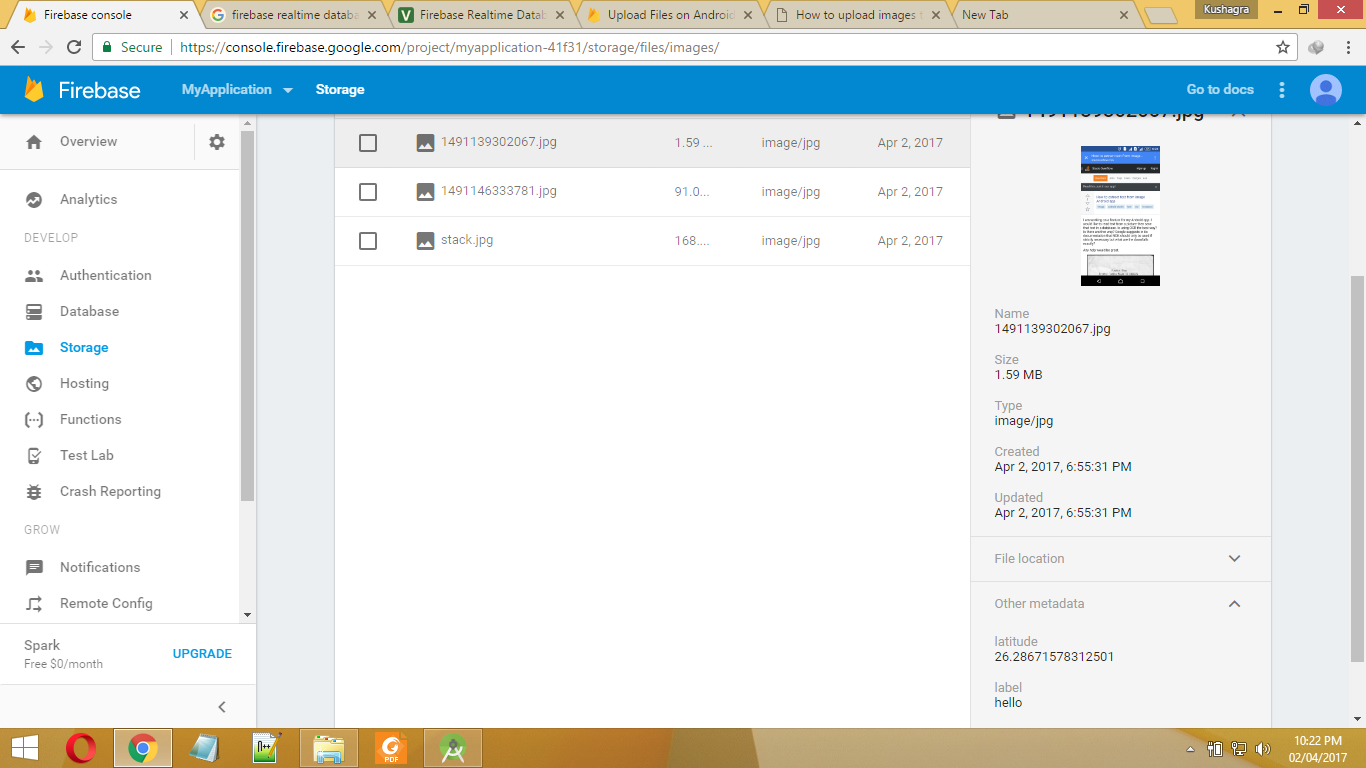 Firebase console
firebase realtime databa
Firebase Realtime Datab
Upload Files on Android
How to upload images
New Tab
Kushagra
Secure
https://console.firebase.google.com/project/myapplication-41f31/storage/files/images/
Firebase
MyApplication
Storage
Go to docs
Overview
Analytics
DEVELOP
Authentication
Database
Storage
Hosting
Functions
Test Lab
Crash Reporting
GROW
Notifications
Remote Config
Spark
Free $0/month
UPGRADE
1491139302067.jpg 1.59 ... image/jpg Apr 2, 2017
1491146333781.jpg 91.0... image/jpg Apr 2, 2017
stack.jpg 168.... image/jpg Apr 2, 2017
1491139302067.jpg
Name
1491139302067.jpg
Size
1.59 MB
Type
image/jpg
Created
Apr 2, 2017, 6:55:31 PM
Updated
Apr 2, 2017, 6:55:31 PM
File location
Other metadata
latitude
26.28671578312501
label
hello
PDF
10:22 PM
02/04/2017